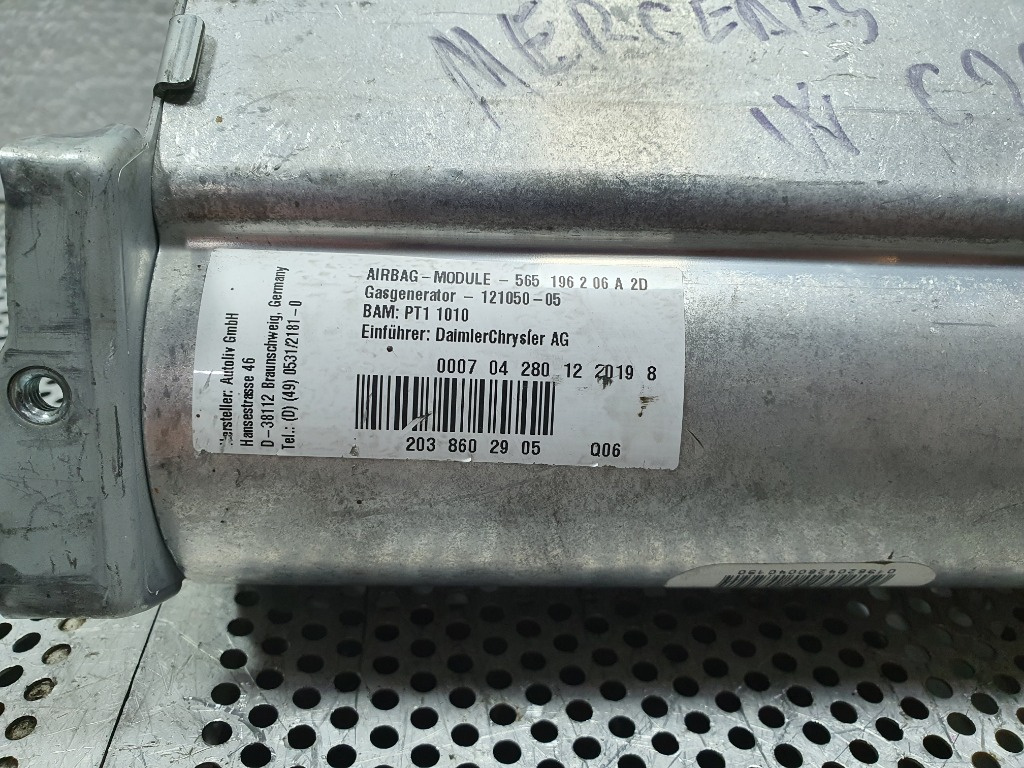 MERCEDES
W C20
AIRBAG-MODULE - 565 196 2 06 A 2D
Gasgenerator - 121050-05
BAM: PT1 1010
Einführer: DaimlerChrysler AG
0007 04 280 12 2019 8
203 860 29 05 Q06
Hersteller: Autoliv GmbH
Hansestrasse 46
D-38112 Braunschweig, Germany
Tel.: (0) (49) 0531/2181-0